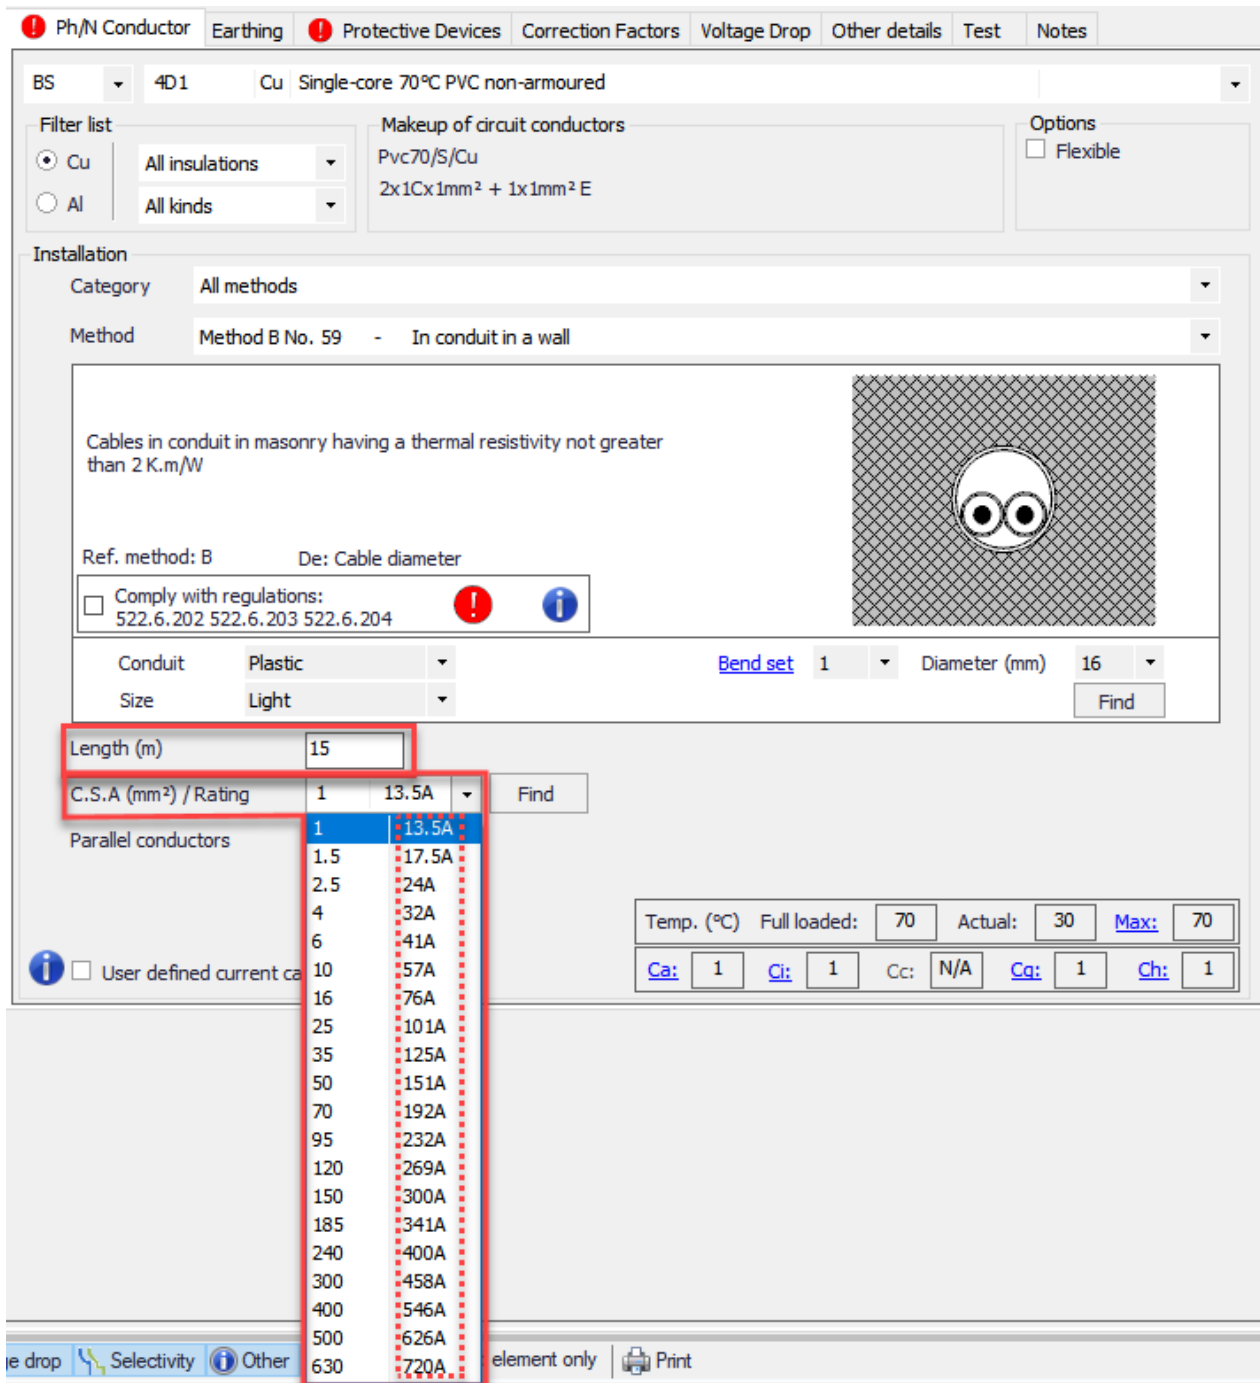 Ph/N Conductor Earthing Protective Devices Correction Factors Voltage Drop Other details Test Notes
BS 4D1 Cu Single-core 70°C PVC non-armoured
Filter list
Cu All insulations
Al All kinds
Makeup of circuit conductors
Pvc70/S/Cu
2x1Cx1mm² + 1x1mm² E
Options
Flexible
Installation
Category All methods
Method Method B No. 59 - In conduit in a wall
Cables in conduit in masonry having a thermal resistivity not greater
than 2 K.m/W
Ref. method: B De: Cable diameter
Comply with regulations:
522.6.202 522.6.203 522.6.204
Conduit Plastic Bend set 1 Diameter (mm) 16
Size Light Find
Length (m) 15
C.S.A (mm²) / Rating 1 13.5A Find
Parallel conductors
1 13.5A
1.5 17.5A
2.5 24A
4 32A
6 41A
10 57A
16 76A
25 101A
35 125A
50 151A
70 192A
95 232A
120 269A
150 300A
185 341A
240 400A
300 458A
400 546A
500 626A
630 720A
Temp. (°C) Full loaded: 70 Actual: 30 Max: 70
User defined current ca
Ca: 1 Ci: 1 Cc: N/A Cg: 1 Ch: 1
e drop Selectivity Other element only Print